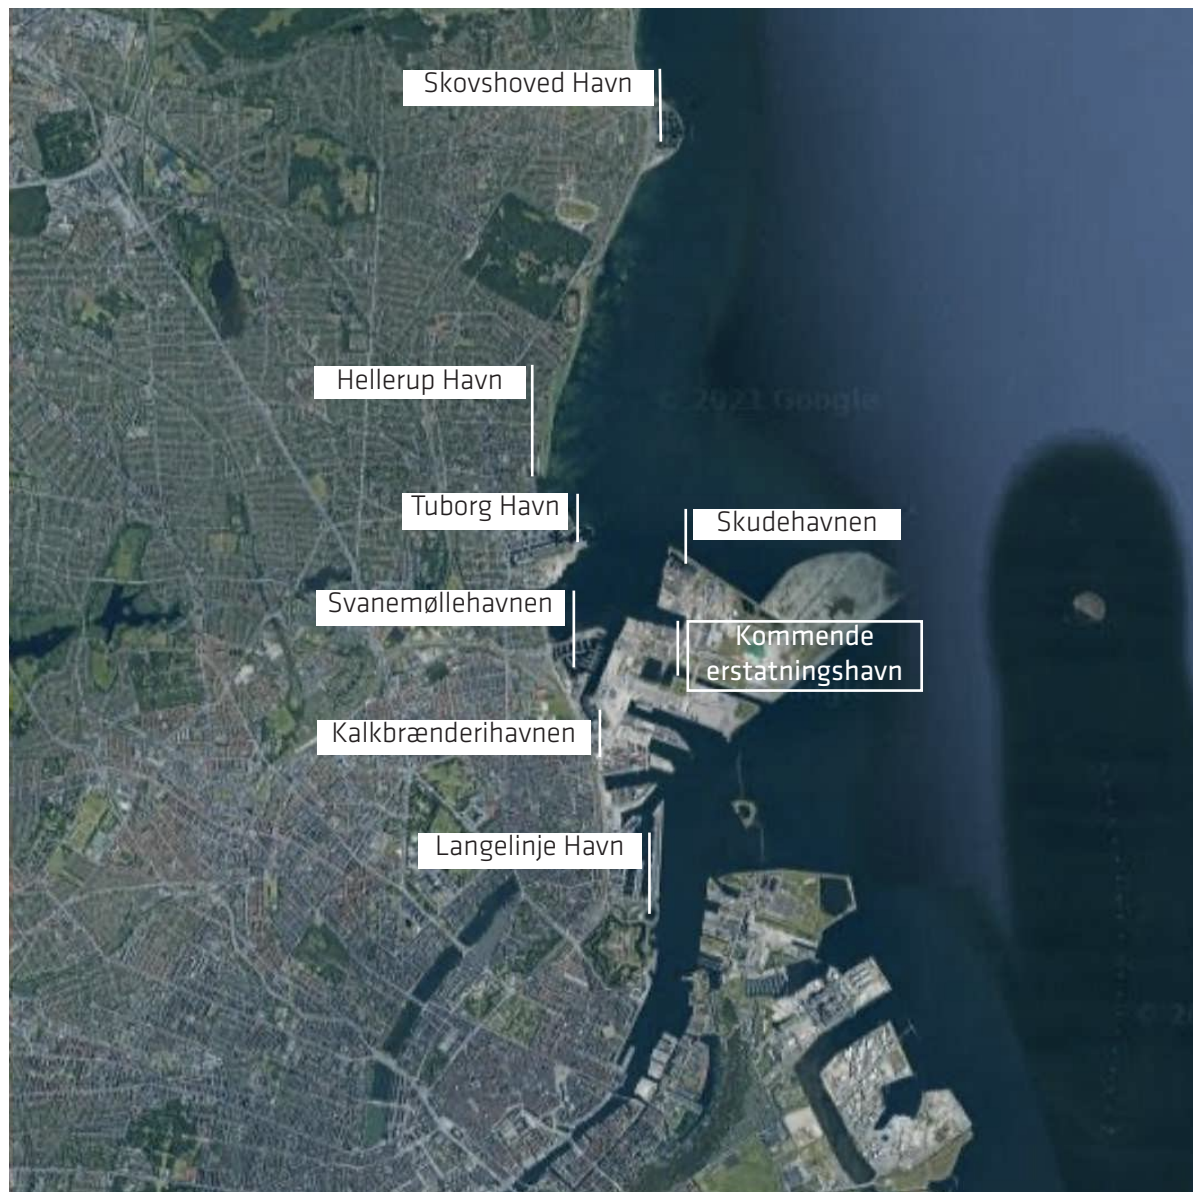 Skovshoved Havn
Hellerup Havn
© 2021 Google
Tuborg Havn
Skudehavnen
Svanemøllehavnen
Kommende
erstatningshavn
Kalkbrænderihavnen
Langelinje Havn